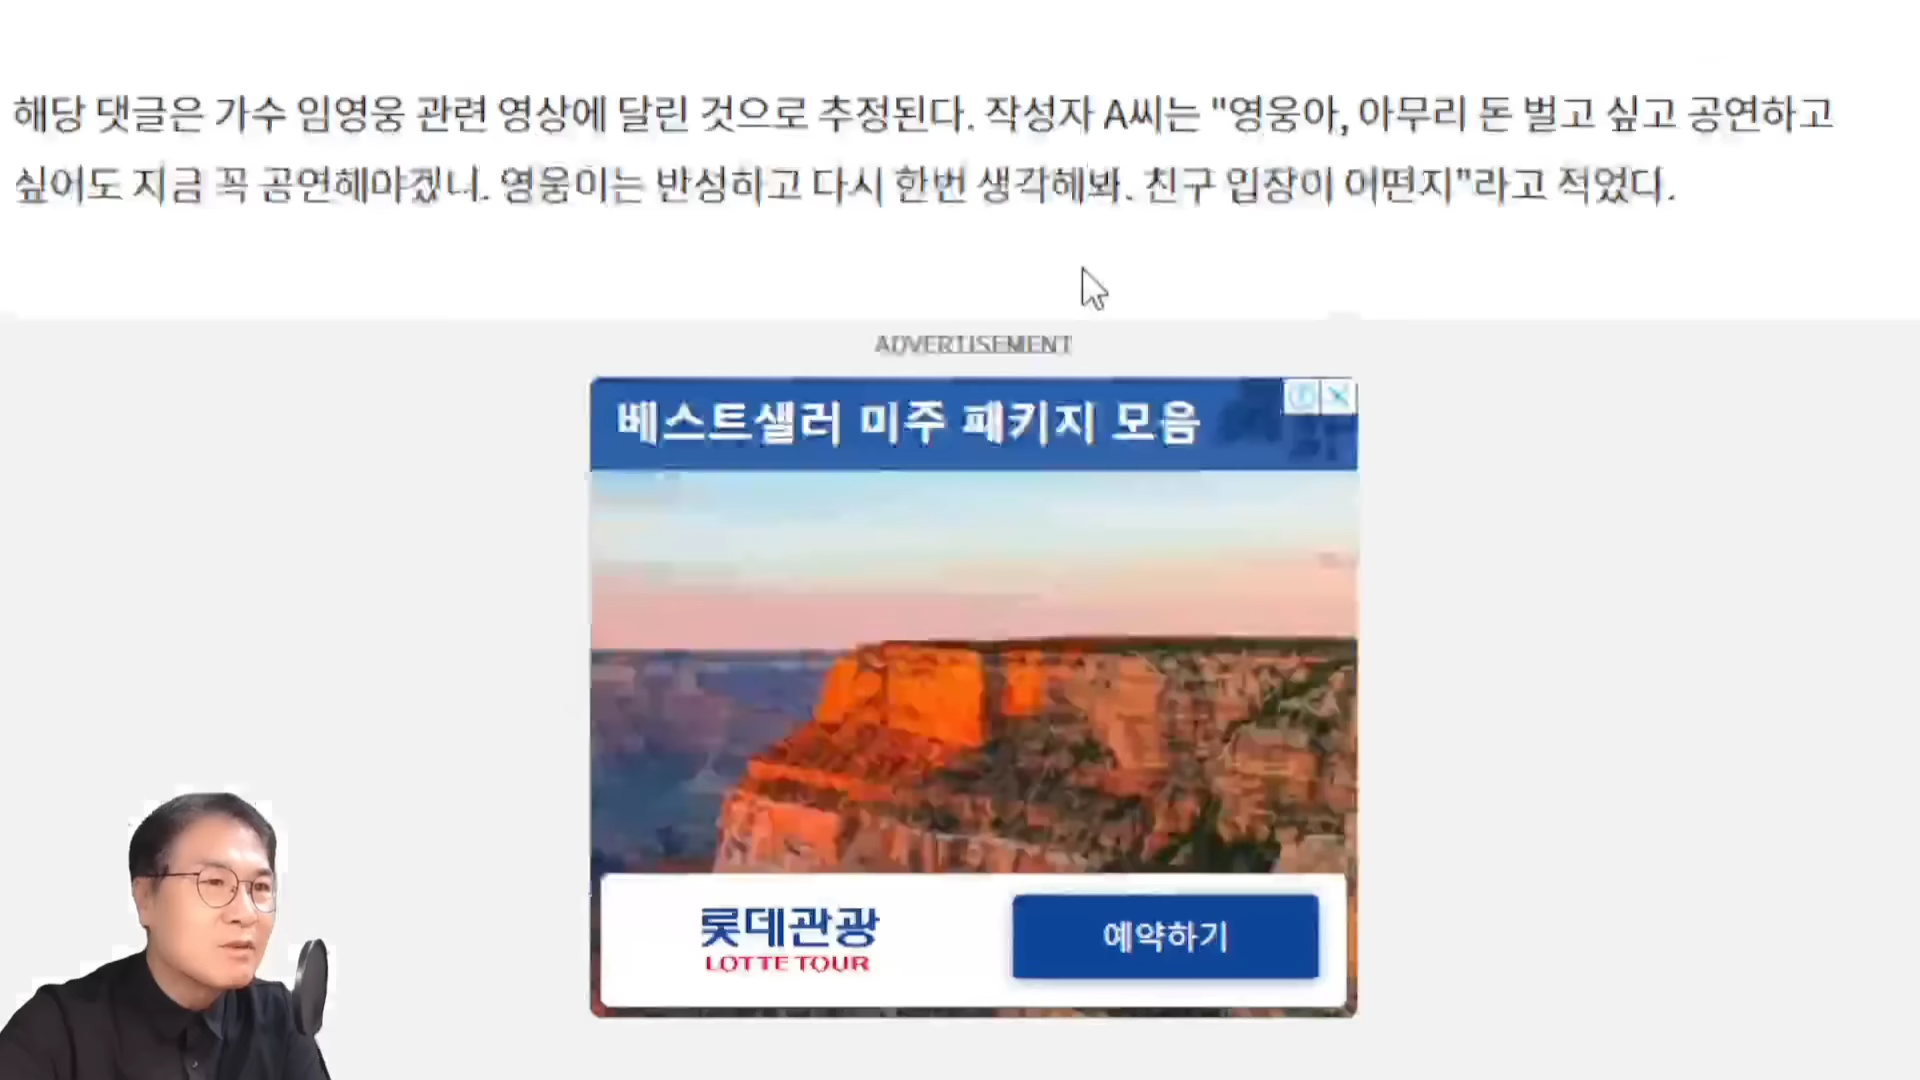 해당 댓글은 가수 임영웅 관련 영상에 달린 것으로 추정된다. 작성자 A씨는 "영웅아, 아무리 돈 벌고 싶고 공연하고
싶어도 지금 꼭 공연해야겠니. 영웅이는 반성하고 다시 한번 생각해봐. 친구 입장이 어떤지"라고 적었다.
ADVERTISEMENT
베스트샐러 미주 패키지 모음
롯데관광
LOTTE TOUR
예약하기